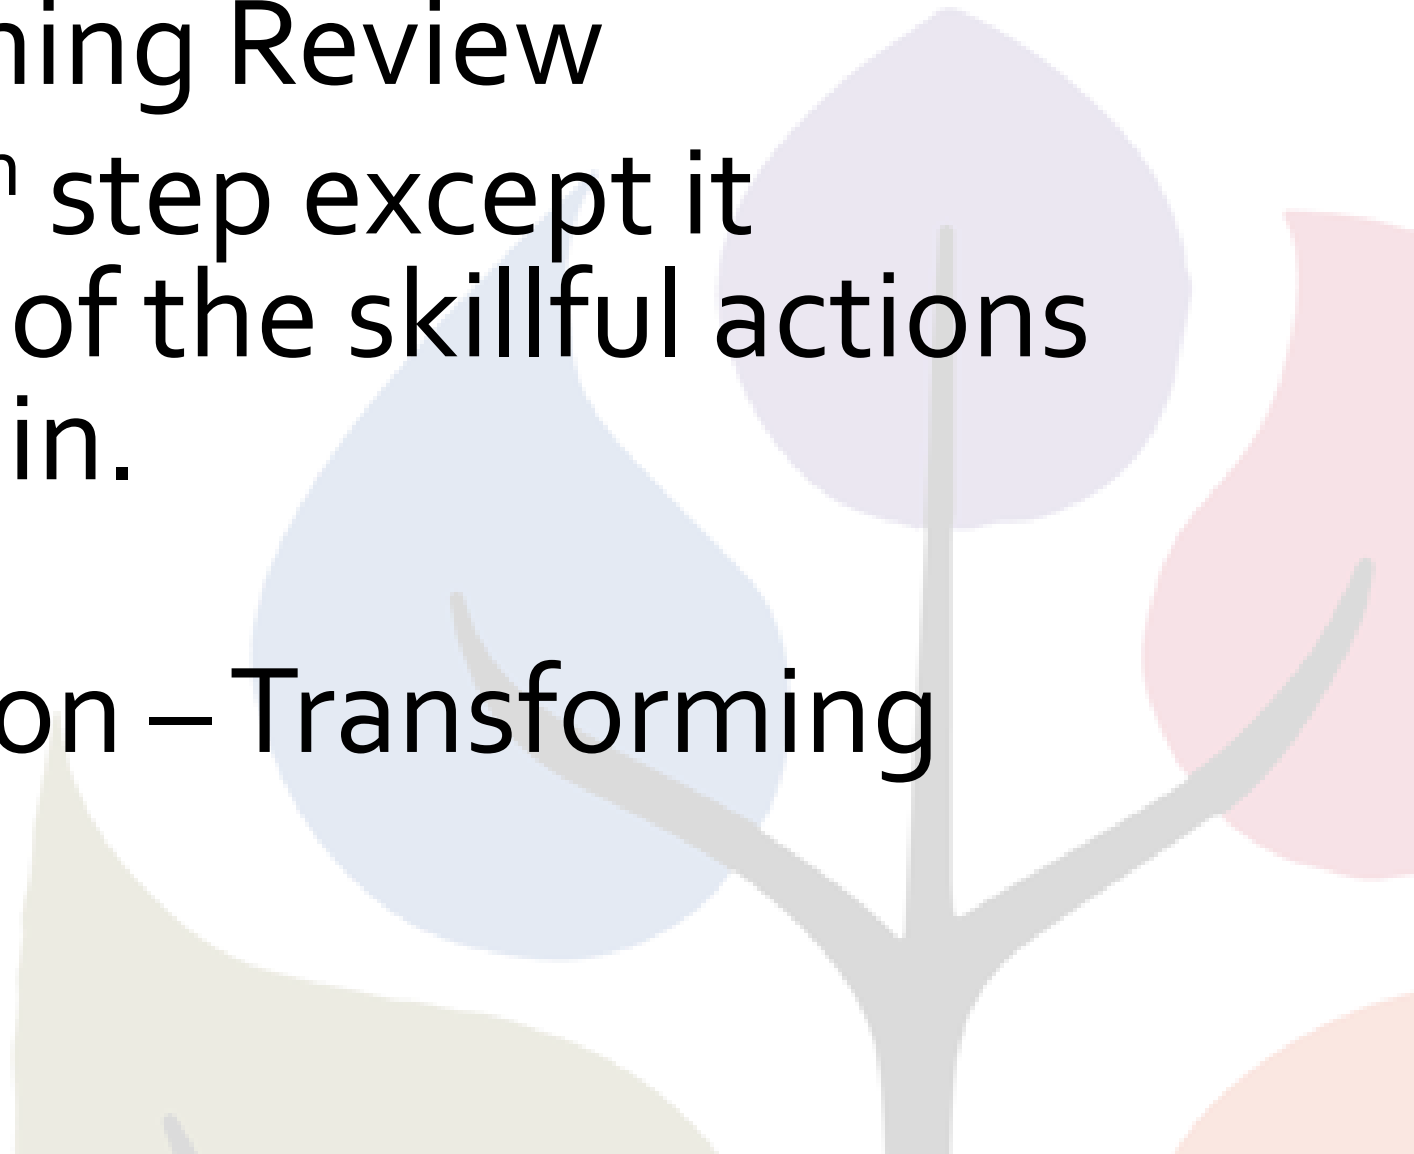 ning Review
step except it
of the skillful actions
in.
on – Transforming